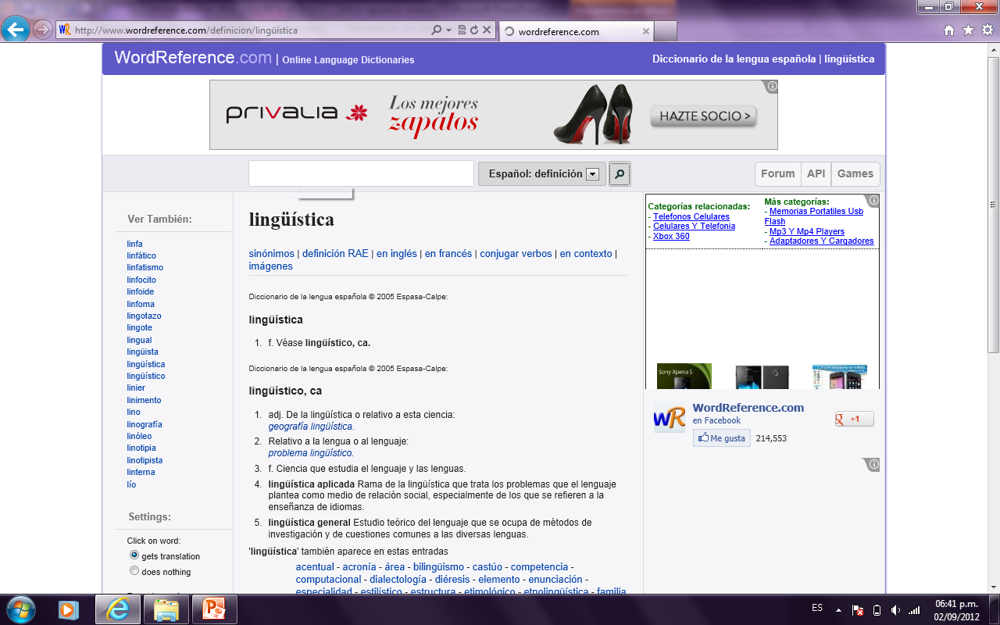 http://www.wordreference.com/definicion/lingüística
wordreference.com
WordReference.com | Online Language Dictionaries
Diccionario de la lengua española | lingüística
PRIVALIA
Los mejores
zapatos
HAZTE SOCIO >
Español: definición
Forum
API
Games
Ver También:
linfa
linfático
linfatismo
linfocito
linfoide
linfoma
lingotazo
lingote
lingual
lingüista
lingüística
lingüístico
linier
linimento
lino
linografía
linóleo
linotipia
linotipista
linterna
lío
Settings:
Click on word:
gets translation
does nothing
lingüística
sinónimos | definición RAE | en inglés | en francés | conjugar verbos | en contexto |
imágenes
Diccionario de la lengua española © 2005 Espasa-Calpe:
lingüística
1. f. Véase lingüístico, ca.
Diccionario de la lengua española © 2005 Espasa-Calpe:
lingüístico, ca
1. adj. De la lingüística o relativo a esta ciencia:
geografía lingüística.
2. Relativo a la lengua o al lenguaje:
problema lingüístico.
3. f. Ciencia que estudia el lenguaje y las lenguas.
4. lingüística aplicada Rama de la lingüística que trata los problemas que el lenguaje
plantea como medio de relación social, especialmente de los que se refieren a la
enseñanza de idiomas.
5. lingüística general Estudio teórico del lenguaje que se ocupa de métodos de
investigación y de cuestiones comunes a las diversas lenguas.
'lingüística' también aparece en estas entradas
acentual - acronía - área - bilingüismo - castúo - competencia -
computacional - dialectología - diéresis - elemento - enunciación -
especialidad - estilístico - estructura - etimológico - etnolingüística - familia
Categorías relacionadas:
- Telefonos Celulares
- Celulares Y Telefonia
- Xbox 360
Más categorías:
- Memorias Portatiles Usb
Flash
- Mp3 Y Mp4 Players
- Adaptadores Y Cargadores
Sony Xperia S
WordReference.com
en Facebook
Me gusta
214,553
+1
ES
06:41 p.m.
02/09/2012